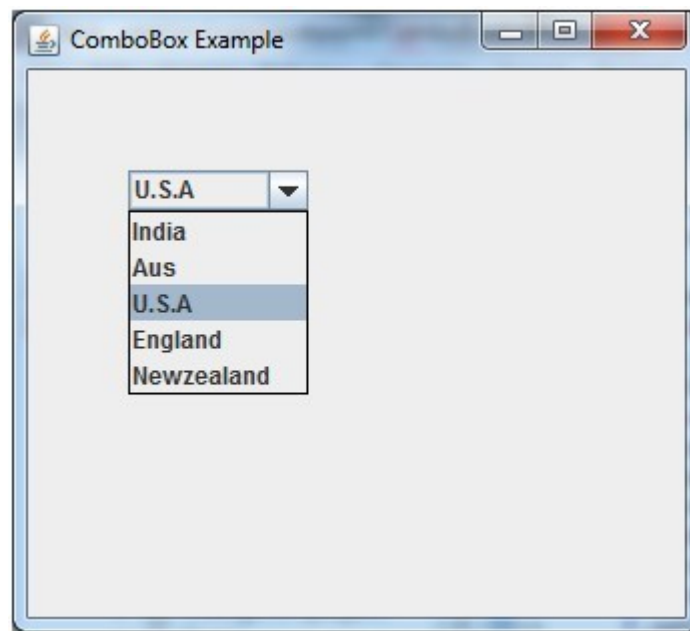 ComboBox Example
U.S.A
India
Aus
U.S.A
England
Newzealand